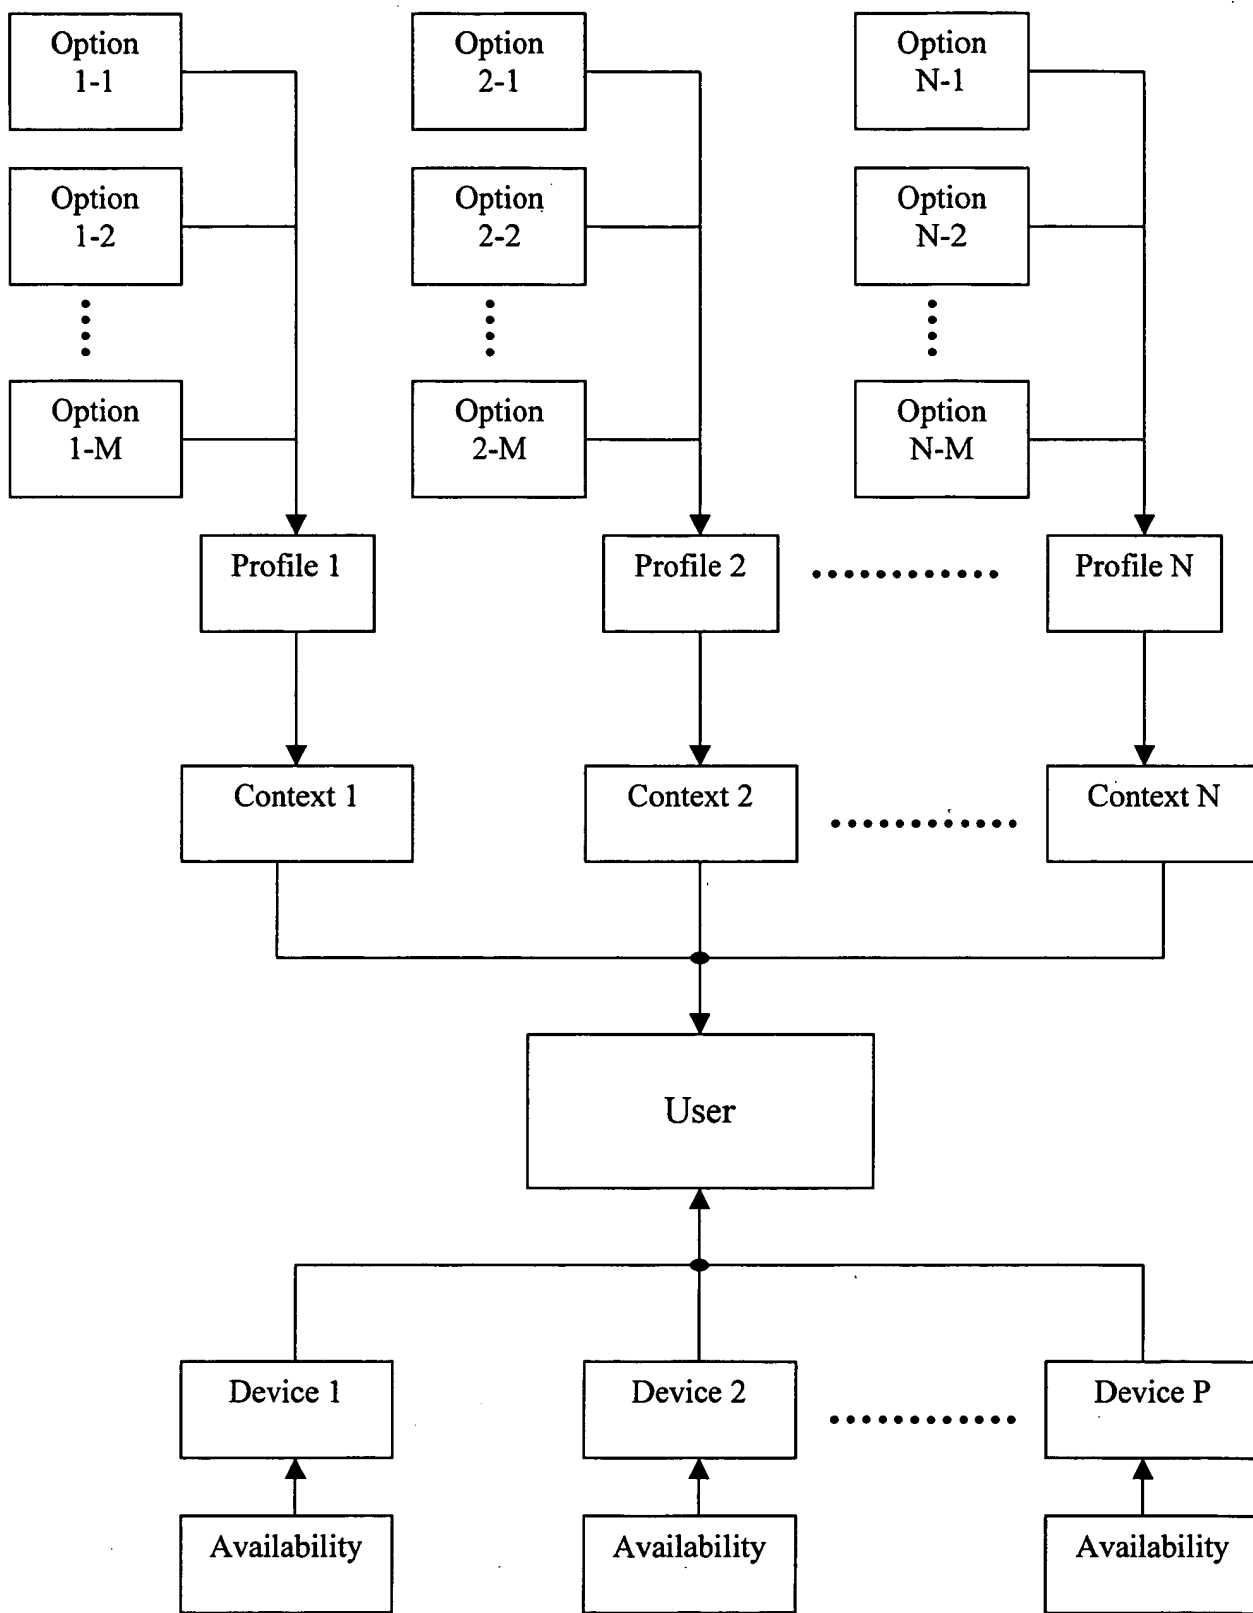 Option
1-1
Option
2-1
Option
N-1
Option
1-2
Option
2-2
Option
N-2
Option
1-M
Option
2-M
Option
N-M
Profile 1
Profile 2
Profile N
Context 1
Context 2
Context N
User
Device 1
Device 2
Device P
Availability
Availability
Availability